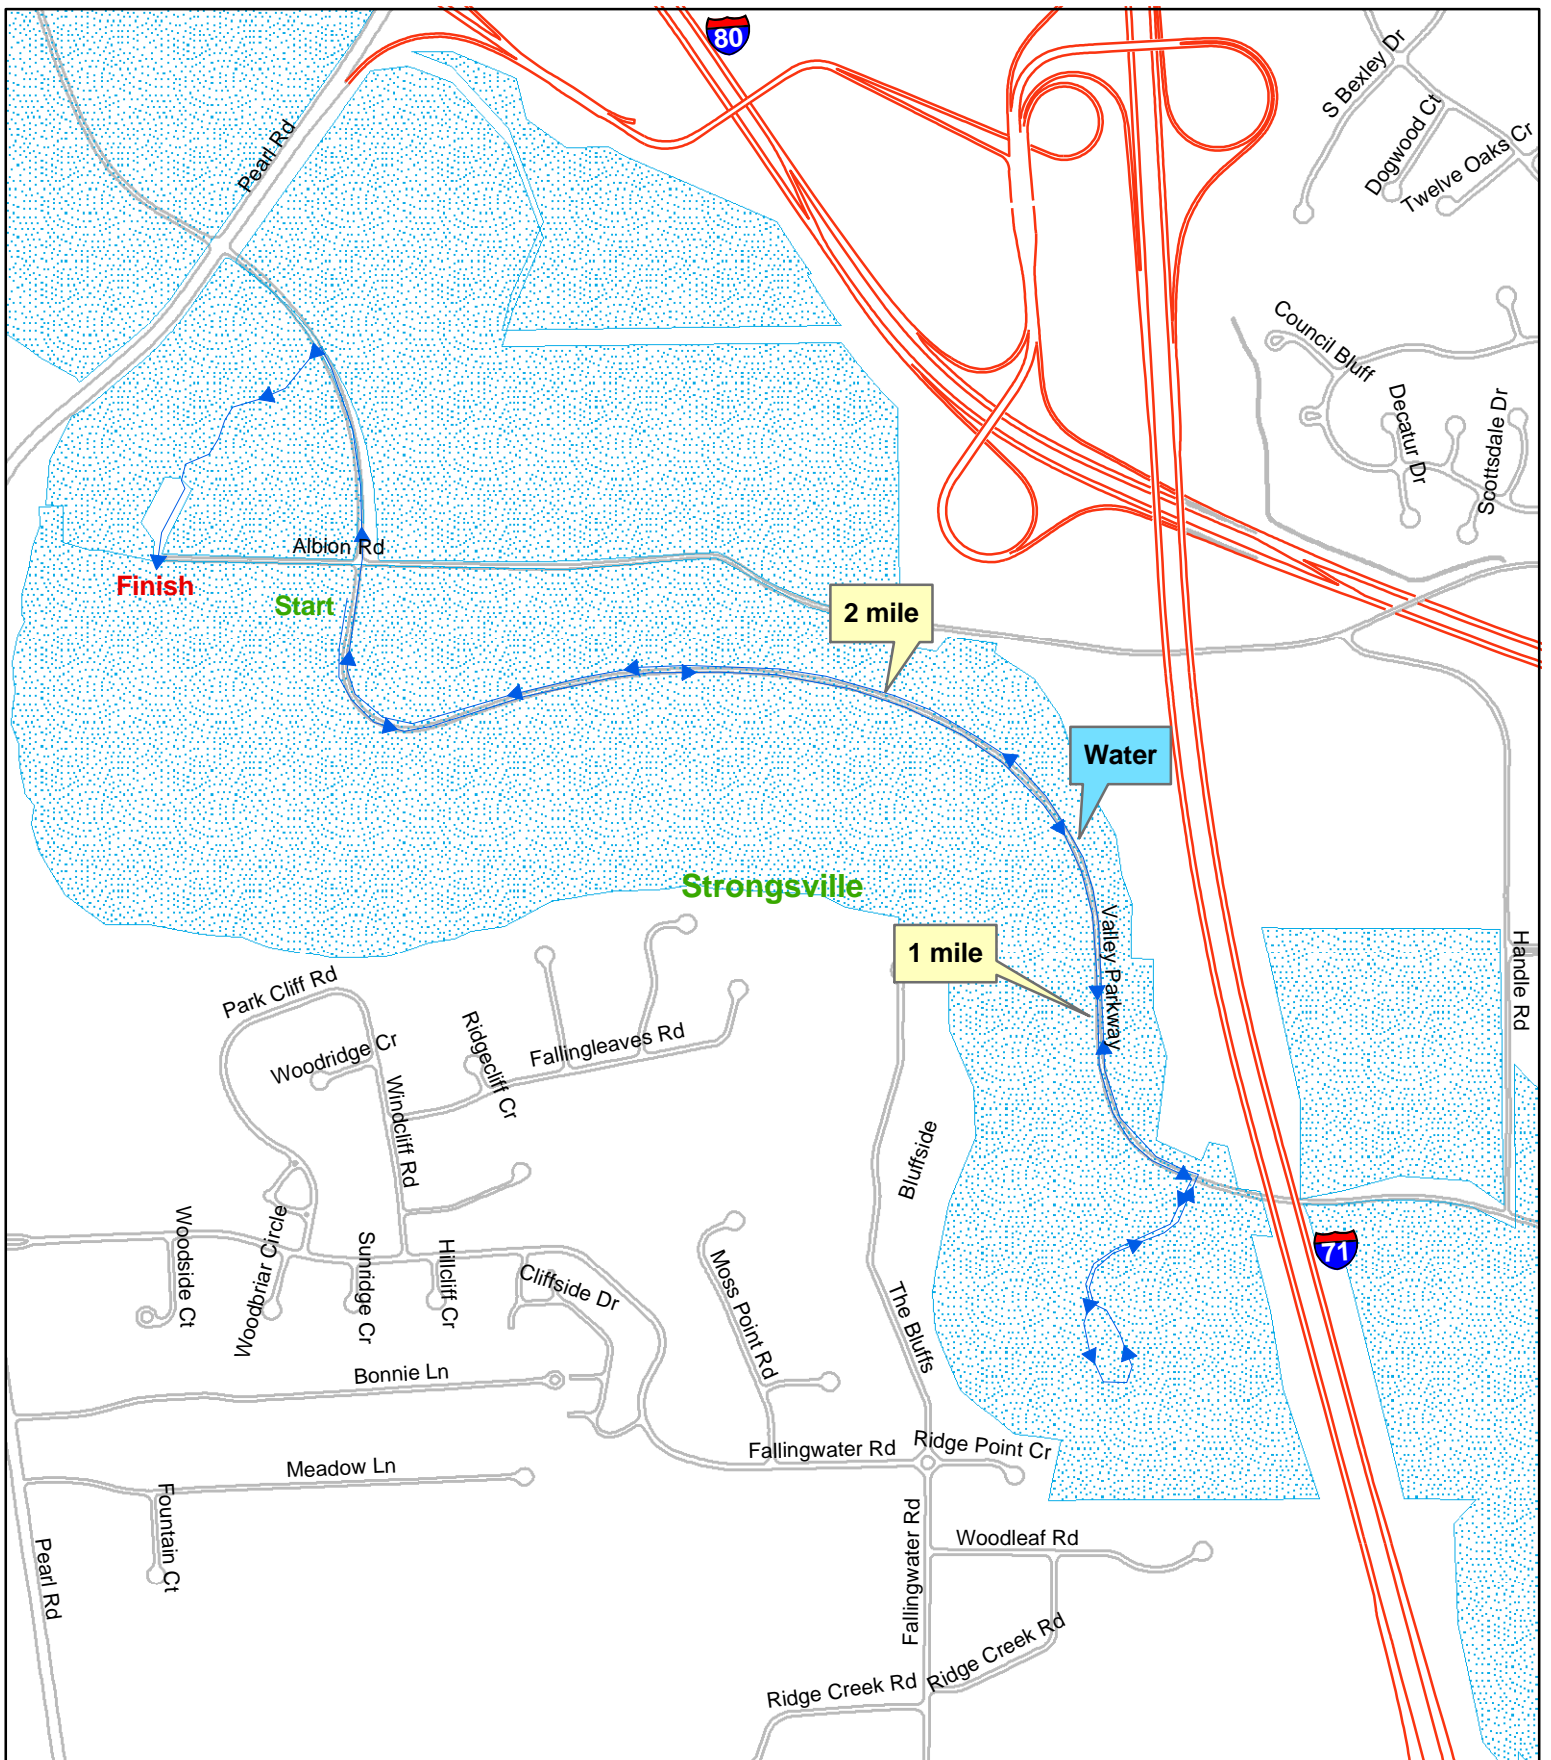 80
S Bexley Dr
Dogwood Ct
Twelve Oaks Cr
Pearl Rd
Council Bluff
Decatur Dr
Scottsdale Dr
Albion Rd
Finish
Start
2 mile
Water
Strongsville
Valley Parkway
1 mile
Handle Rd
Park Cliff Rd
Woodridge Cr
Ridgecliff Cr
Fallingleaves Rd
Windcliff Rd
Bluffside
Woodside Ct
Woodbriar Circle
Sunridge Cr
Hillcliff Cr
Cliffside Dr
Moss Point Rd
The Bluffs
71
Bonnie Ln
Meadow Ln
Fallingwater Rd
Ridge Point Cr
Fountain Ct
Pearl Rd
Fallingwater Rd
Woodleaf Rd
Ridge Creek Rd
Ridge Creek Rd